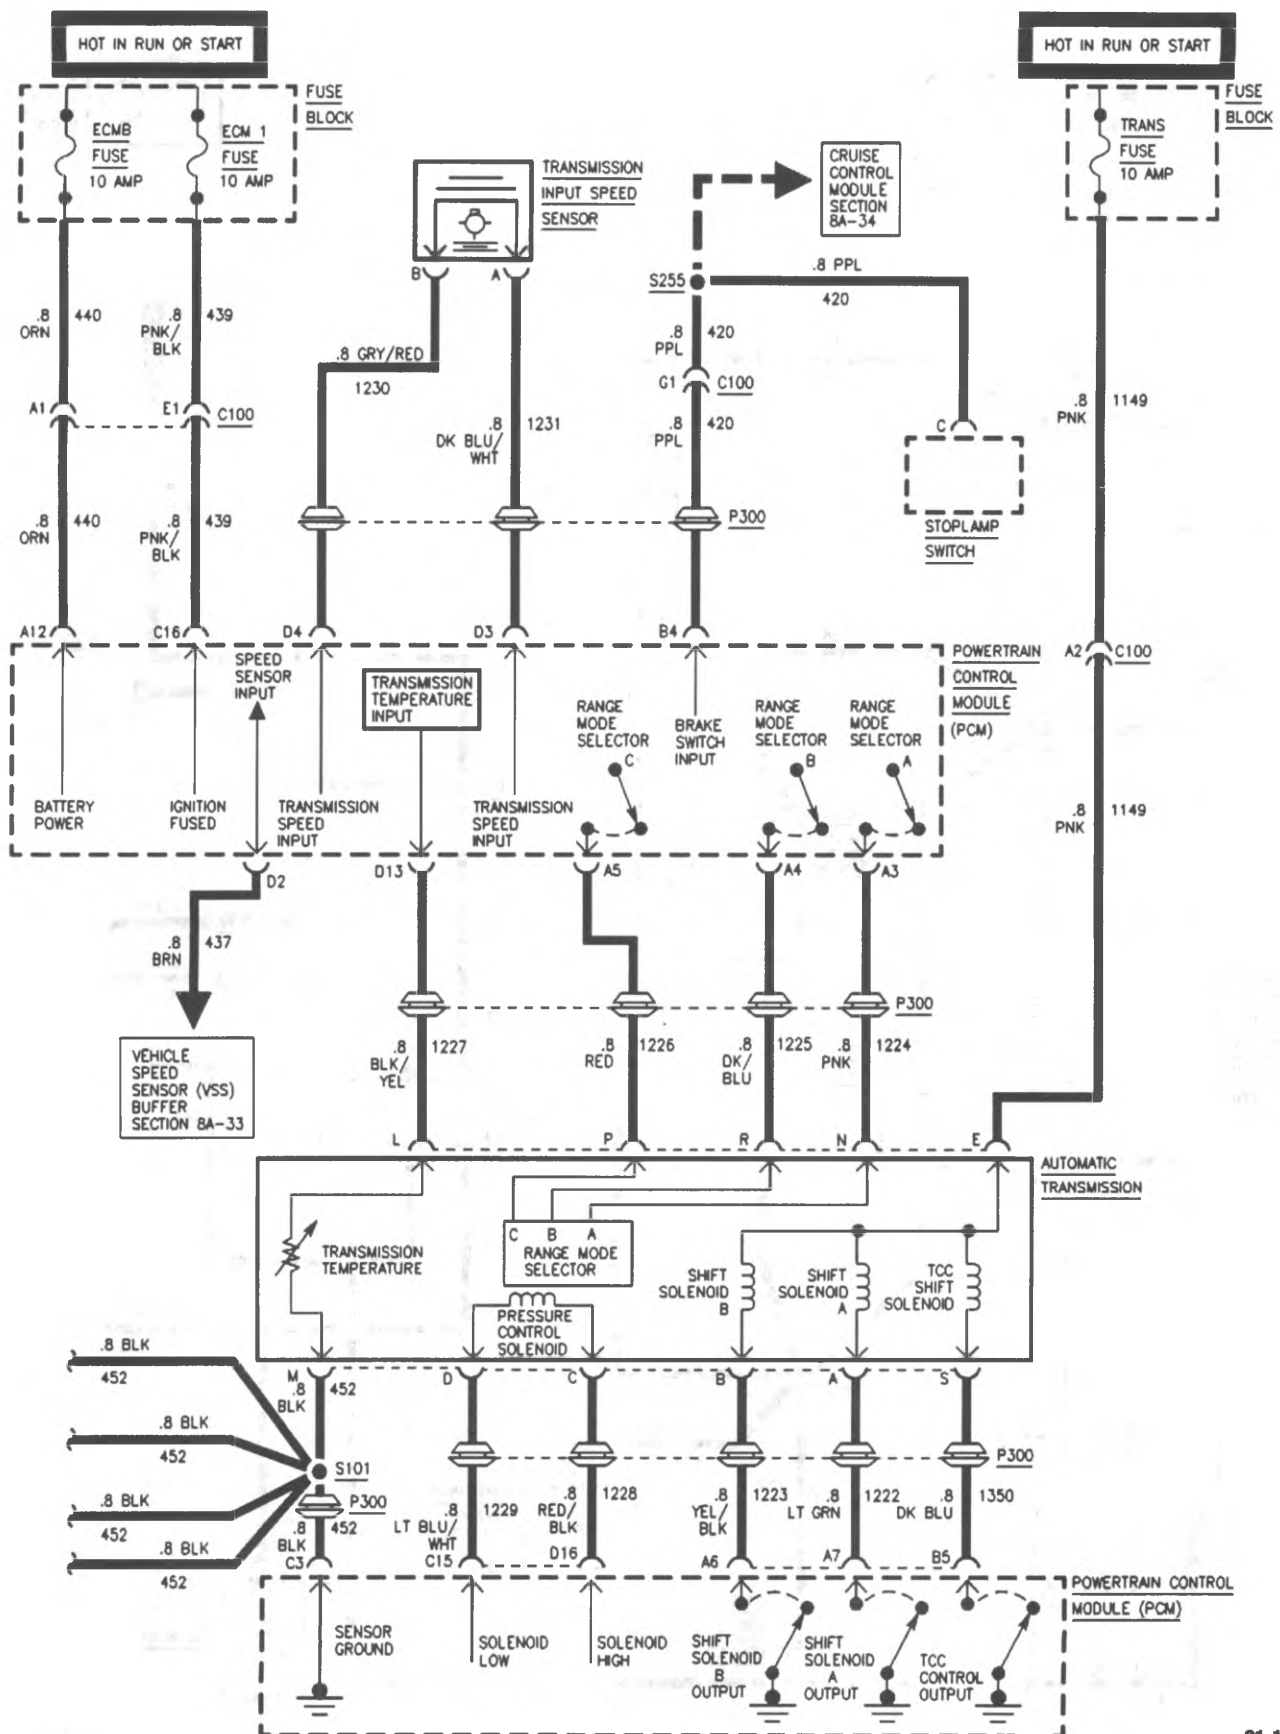 HOT IN RUN OR START
HOT IN RUN OR START
FUSE
BLOCK
ECMB
FUSE
10 AMP
ECM 1
FUSE
10 AMP
TRANSMISSION
INPUT SPEED
SENSOR
CRUISE
CONTROL
MODULE
SECTION
8A-34
TRANS
FUSE
10 AMP
FUSE
BLOCK
B
A
S255
.8 PPL
420
.8
ORN
440
.8
PNK/
BLK
439
.8 GRY/RED
1230
.8
PPL
420
G1
C100
A1
E1
C100
.8
DK BLU/
WHT
1231
.8
PPL
420
C
.8
PNK
1149
.8
ORN
440
.8
PNK/
BLK
439
P300
STOPLAMP
SWITCH
A12
C16
D4
D3
B4
A2
C100
POWERTRAIN
CONTROL
MODULE
(PCM)
SPEED
SENSOR
INPUT
TRANSMISSION
TEMPERATURE
INPUT
RANGE
MODE
SELECTOR
C
BRAKE
SWITCH
INPUT
RANGE
MODE
SELECTOR
B
RANGE
MODE
SELECTOR
A
BATTERY
POWER
IGNITION
FUSED
TRANSMISSION
SPEED
INPUT
TRANSMISSION
SPEED
INPUT
.8
PNK
1149
D2
D13
A5
A4
A3
.8
BRN
437
P300
VEHICLE
SPEED
SENSOR (VSS)
BUFFER
SECTION 8A-33
.8
BLK/
YEL
1227
.8
RED
1226
.8
DK/
BLU
1225
.8
PNK
1224
L
P
R
N
E
AUTOMATIC
TRANSMISSION
TRANSMISSION
TEMPERATURE
C B A
RANGE MODE
SELECTOR
PRESSURE
CONTROL
SOLENOID
SHIFT
SOLENOID
B
SHIFT
SOLENOID
A
TCC
SHIFT
SOLENOID
.8 BLK
452
M
.8
BLK
452
D
C
B
A
S
.8 BLK
452
S101
P300
P300
.8 BLK
452
.8
BLK
452
.8
LT BLU/
WHT
1229
.8
RED/
BLK
1228
.8
YEL/
BLK
1223
.8
LT GRN
1222
.8
DK BLU
1350
.8 BLK
452
C3
C15
D16
A6
A7
B5
POWERTRAIN CONTROL
MODULE (PCM)
SENSOR
GROUND
SOLENOID
LOW
SOLENOID
HIGH
SHIFT
SOLENOID
B
OUTPUT
SHIFT
SOLENOID
A
OUTPUT
TCC
CONTROL
OUTPUT